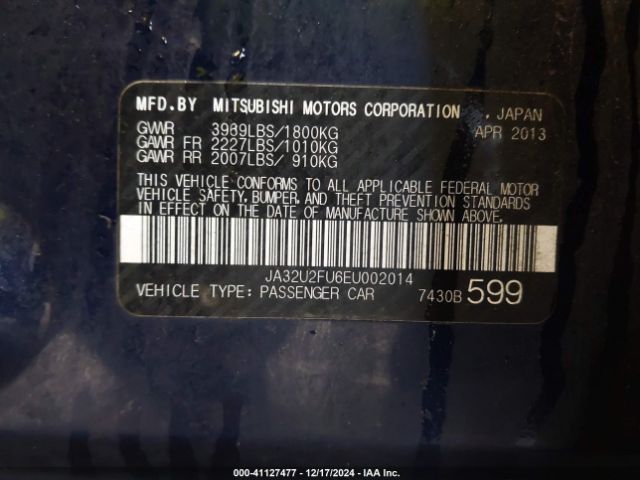 MFD.BY MITSUBISHI MOTORS CORPORATION , JAPAN
GVWR 3969LBS/1800KG APR 2013
GAWR FR 2227LBS/1010KG
GAWR RR 2007LBS/ 910KG
THIS VEHICLE CONFORMS TO ALL APPLICABLE FEDERAL MOTOR
VEHICLE SAFETY, BUMPER, AND THEFT PREVENTION STANDARDS
IN EFFECT ON THE DATE OF MANUFACTURE SHOWN ABOVE.
JA32U2FU6EU002014
VEHICLE TYPE: PASSENGER CAR 7430B 599
000-41127477 - 12/17/2024 - IAA Inc.